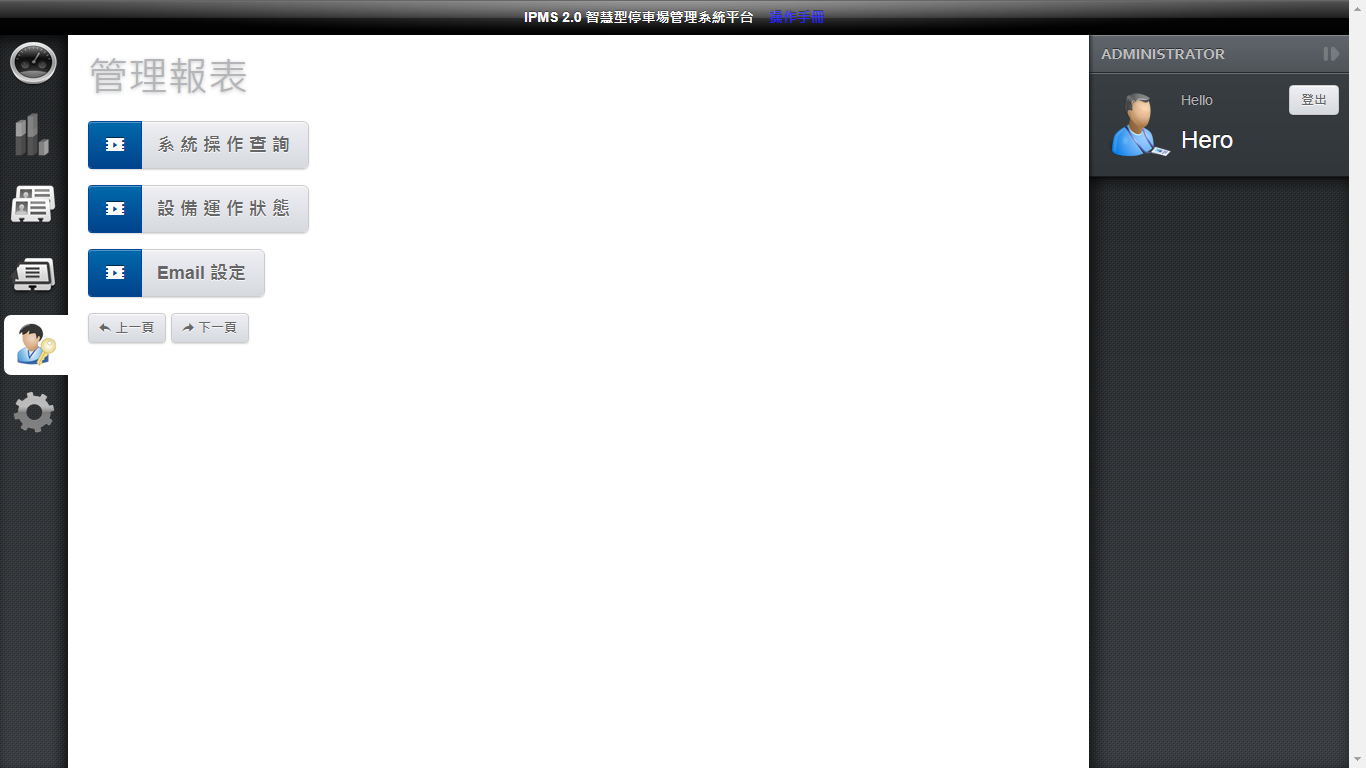 IPMS 2.0 智慧型停車場管理系統平台 操作手冊
管理報表
系統操作查詢
設備運作狀態
Email 設定
上一頁 下一頁
ADMINISTRATOR
Hello
登出
Hero